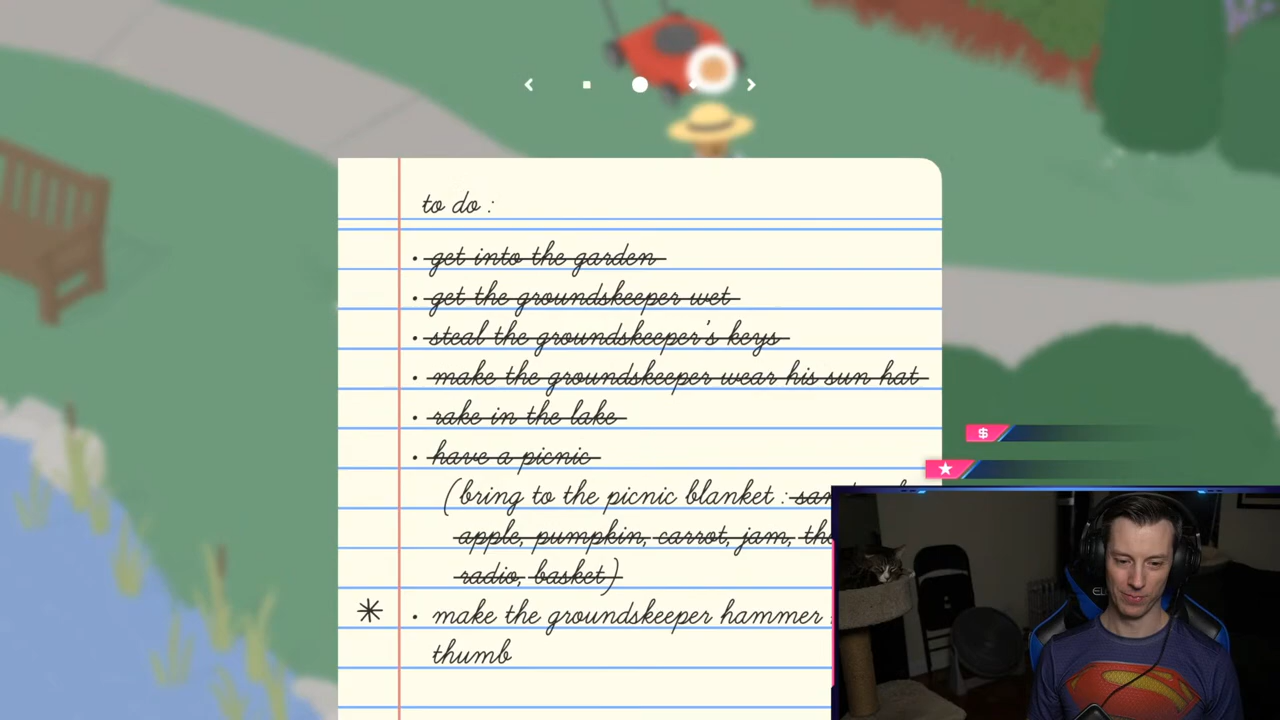 to do :
• get into the garden
• get the groundskeeper wet
• steal the groundskeeper's keys
• make the groundskeeper wear his sun hat
• rake in the lake
• have a picnic
(bring to the picnic blanket :
apple, pumpkin, carrot, jam,
radio, basket)
• make the groundskeeper hammer
thumb
$